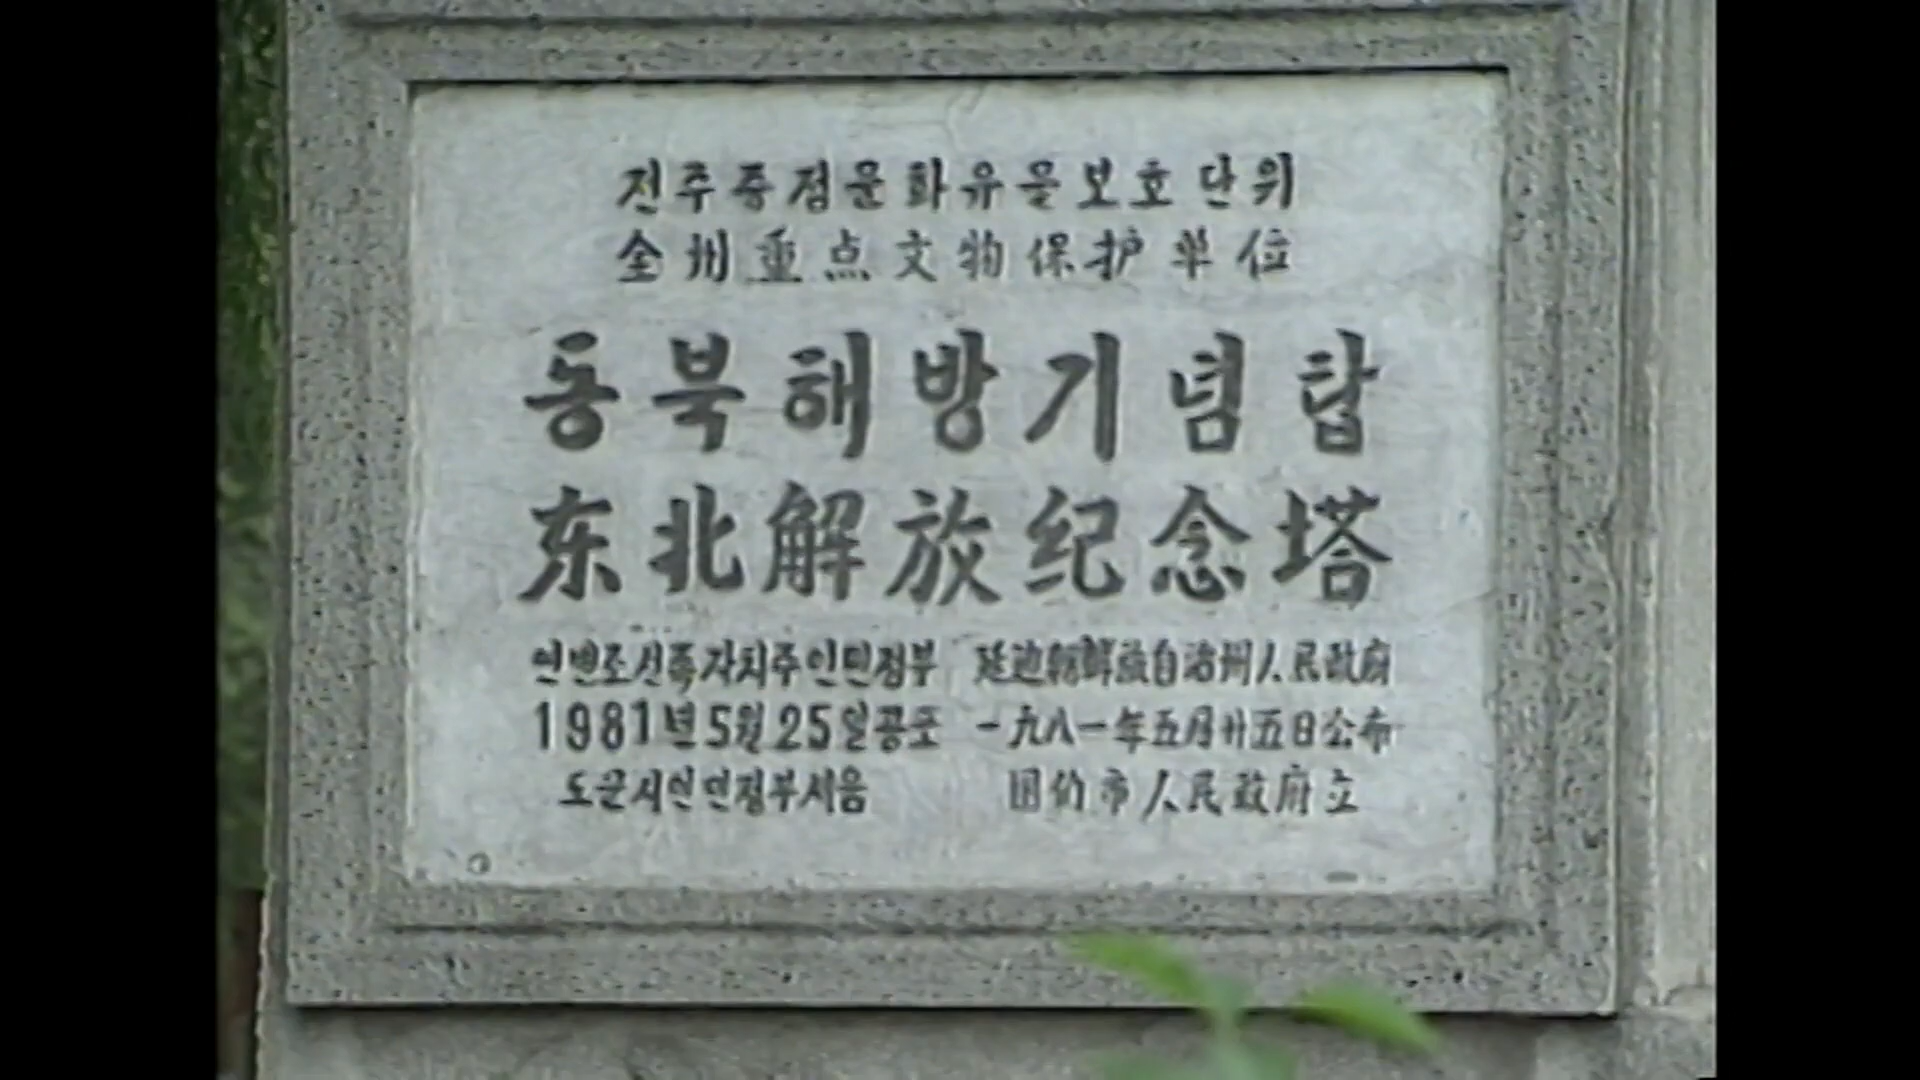 전주중점문화유물보호단위
全州重点文物保护单位
동북해방기념탑
东北解放纪念塔
연변조선족자치주인민정부 延边朝鲜族自治州人民政府
1981년5월25일공포 一九八一年五月廿五日公布
도문시인민정부세움 图们市人民政府立